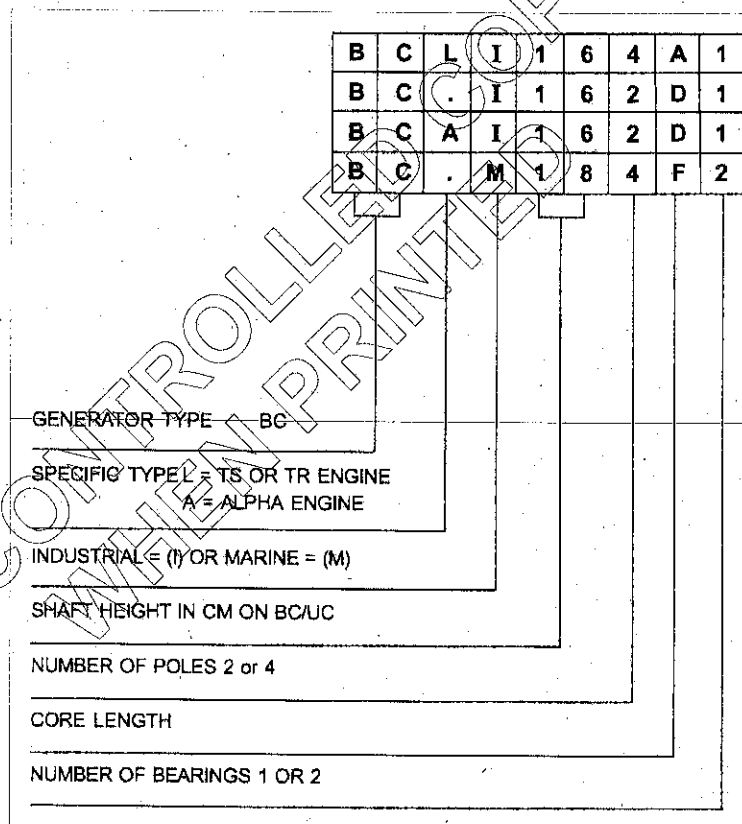 B C L I 1 6 4 A 1
B C . I 1 6 2 D 1
B C A I 1 6 2 D 1
B C . M 1 8 4 F 2
GENERATOR TYPE BC
SPECIFIC TYPE L = TS OR TR ENGINE
A = ALPHA ENGINE
INDUSTRIAL = (I) OR MARINE = (M)
SHAFT HEIGHT IN CM ON BC/UC
NUMBER OF POLES 2 or 4
CORE LENGTH
NUMBER OF BEARINGS 1 OR 2
CONTROLLED COP
WHEN PRINTED